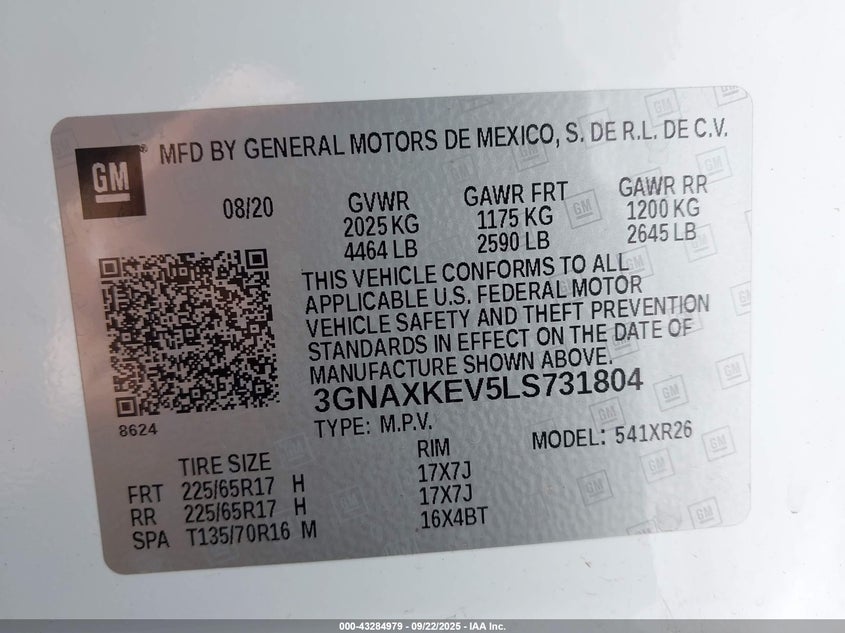 GM
MFD BY GENERAL MOTORS DE MEXICO, S. DE R.L. DE C.V.
08/20
GVWR
2025 KG
4464 LB
GAWR FRT
1175 KG
2590 LB
GAWR RR
1200 KG
2645 LB
THIS VEHICLE CONFORMS TO ALL
APPLICABLE U.S. FEDERAL MOTOR
VEHICLE SAFETY AND THEFT PREVENTION
STANDARDS IN EFFECT ON THE DATE OF
MANUFACTURE SHOWN ABOVE.
3GNAXKEV5LS731804
8624
TYPE: M.P.V.
MODEL: 541XR26
TIRE SIZE RIM
FRT 225/65R17 H 17X7J
RR 225/65R17 H 17X7J
SPA T135/70R16 M 16X4BT
000-43284979 - 09/22/2025 - IAA Inc.